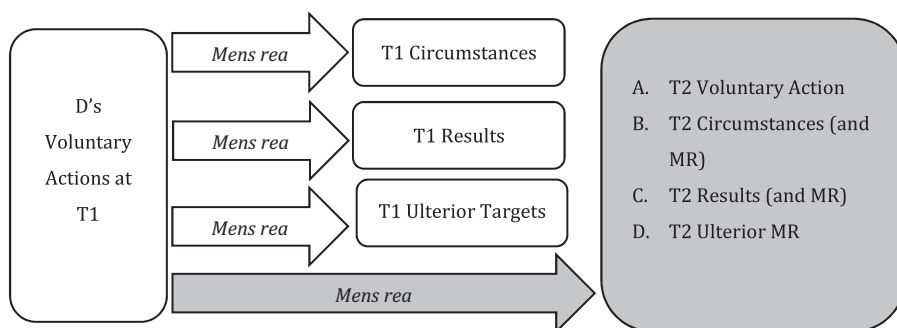 D's
Voluntary
Actions at
T1
Mens rea
T1 Circumstances
Mens rea
T1 Results
Mens rea
T1 Ulterior Targets
Mens rea
A. T2 Voluntary Action
B. T2 Circumstances (and
MR)
C. T2 Results (and MR)
D. T2 Ulterior MR